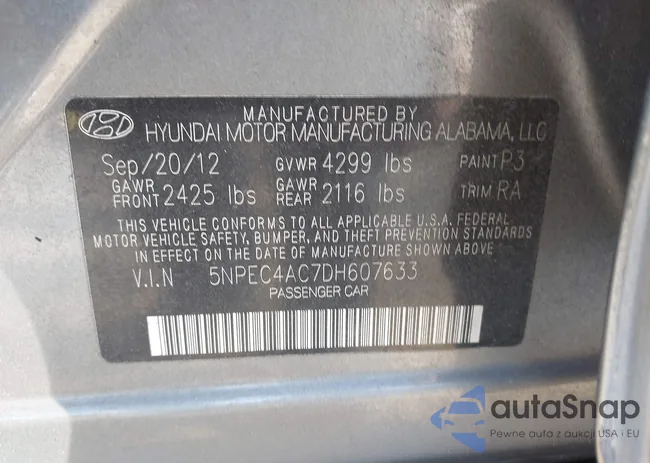 MANUFACTURED BY
HYUNDAI MOTOR MANUFACTURING ALABAMA, LLC
Sep/20/12 GVWR 4299 lbs PAINT P3
GAWR FRONT 2425 lbs GAWR REAR 2116 lbs TRIM RA
THIS VEHICLE CONFORMS TO ALL APPLICABLE U.S.A. FEDERAL
MOTOR VEHICLE SAFETY, BUMPER, AND THEFT PREVENTION STANDARDS
IN EFFECT ON THE DATE OF MANUFACTURE SHOWN ABOVE
V.I.N 5NPEC4AC7DH607633
PASSENGER CAR
autaSnap
Pewne auta z aukcji USA i EU